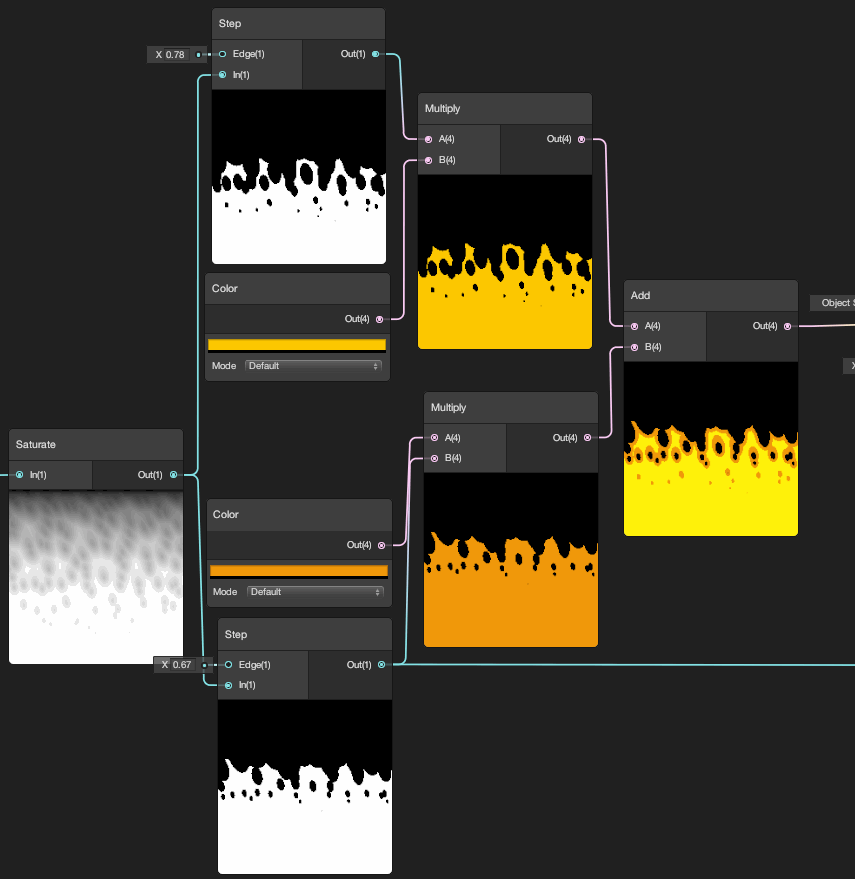 Step
X 0.78
Edge(1)
Out(1)
In(1)
Multiply
A(4)
Out(4)
B(4)
Color
Out(4)
Mode
Default
Add
Object
A(4)
Out(4)
B(4)
X
Multiply
A(4)
Out(4)
B(4)
Saturate
In(1)
Out(1)
Color
Out(4)
Mode
Default
Step
X 0.67
Edge(1)
Out(1)
In(1)